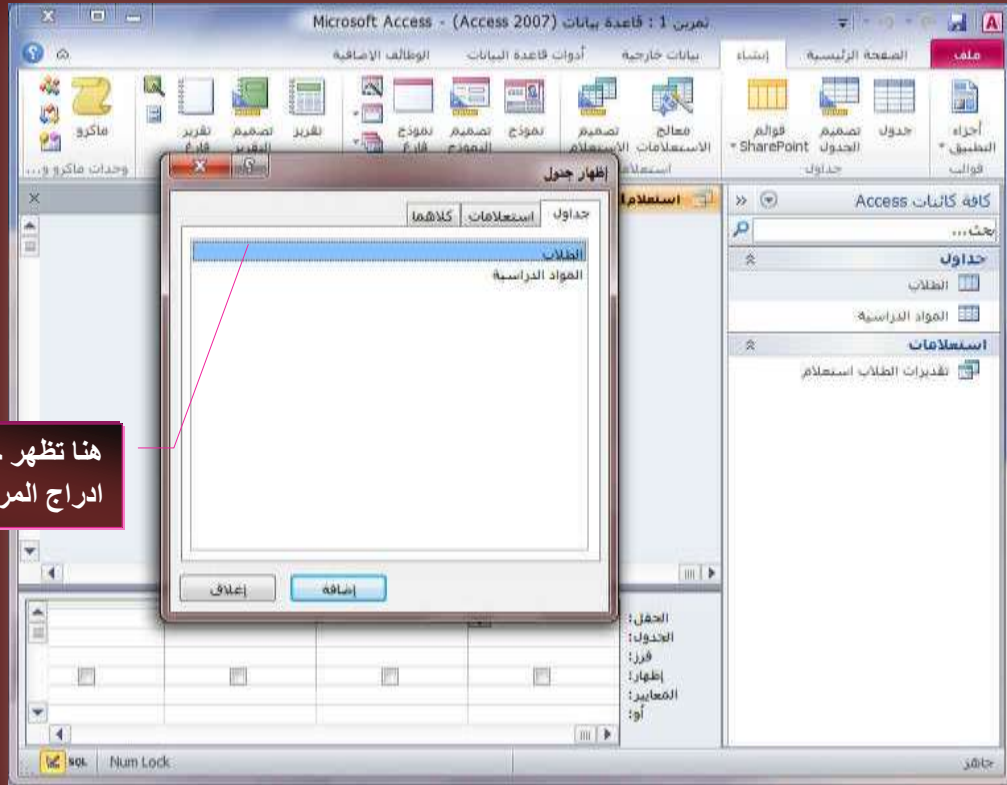 تمرين 1 : قاعدة بيانات (Access 2007) - Microsoft Access
ملف الصفحة الرئيسية إنشاء بيانات خارجية أدوات قاعدة البيانات الوظائف الإضافية
أجزاء التطبيق
جدول
تصميم الجدول
قوائم SharePoint
معالج الاستعلامات
تصميم الاستعلام
نموذج
تصميم النموذج
نموذج فارغ
تقرير
تصميم التقرير
تقرير فارغ
ماكرو
قوالب
جداول
وحدات ماكرو و...
كافة كائنات Access
بحث...
جداول
الطلاب
المواد الدراسية
استعلامات
تقديرات الطلاب استعلام
إظهار جدول
جداول استعلامات كلاهما
الطلاب
المواد الدراسية
إضافة إغلاق
هنا تظهر
ادراج
الحقل:
الجدول:
فرز:
إظهار:
المعايير:
أو:
جاهز
Num Lock
SQL